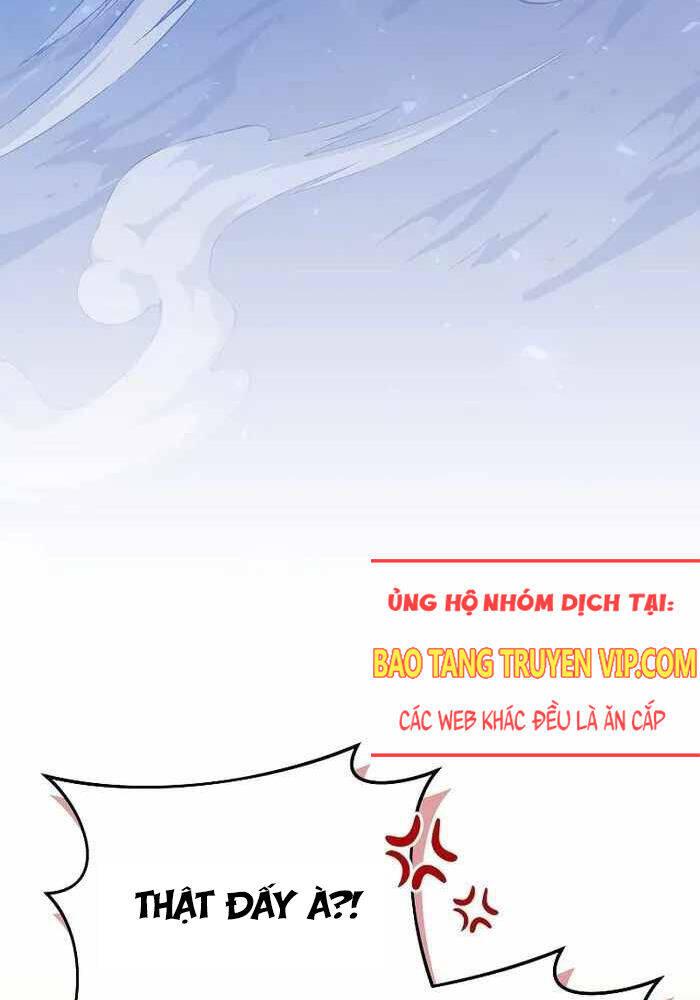 ỦNG HỘ NHÓM DỊCH TẠI:
BAO TANG TRUYEN VIP.COM
CÁC WEB KHÁC ĐỀU LÀ ĂN CẮP
THẬT ĐẤY À?!